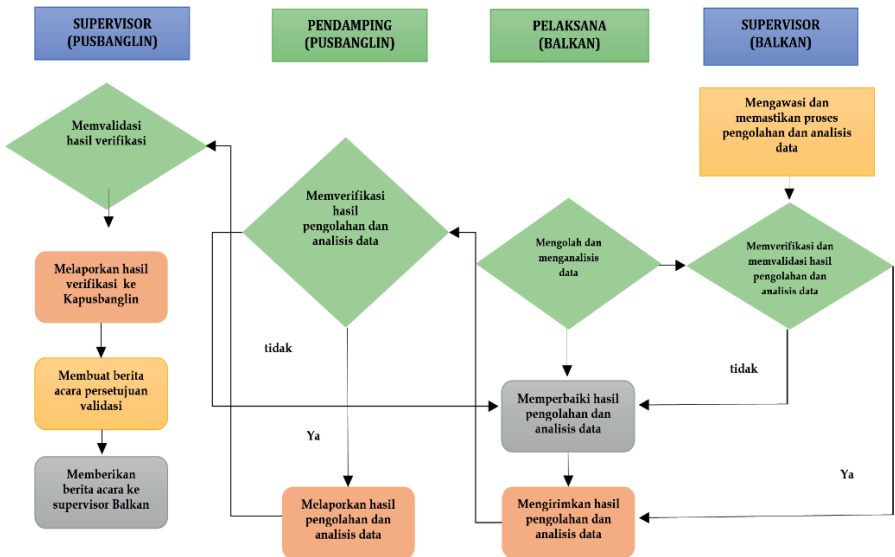 SUPERVISOR
(PUSBANGLIN)
PENDAMPING
(PUSBANGLIN)
PELAKSANA
(BALKAN)
SUPERVISOR
(BALKAN)
Memvalidasi
hasil verifikasi
Melaporkan hasil
verifikasi ke
Kapusbanglin
Membuat berita
acara persetujuan
validasi
Memberikan
berita acara ke
supervisor Balkan
Memverifikasi
hasil
pengolahan dan
analisis data
tidak
Ya
Melaporkan hasil
pengolahan dan
analisis data
Mengolah dan
menganalisis
data
Memperbaiki hasil
pengolahan dan
analisis data
Mengirimkan hasil
pengolahan dan
analisis data
Mengawasi dan
memastikan proses
pengolahan dan analisis
data
Memverifikasi dan
memvalidasi hasil
pengolahan dan
analisis data
tidak
Ya